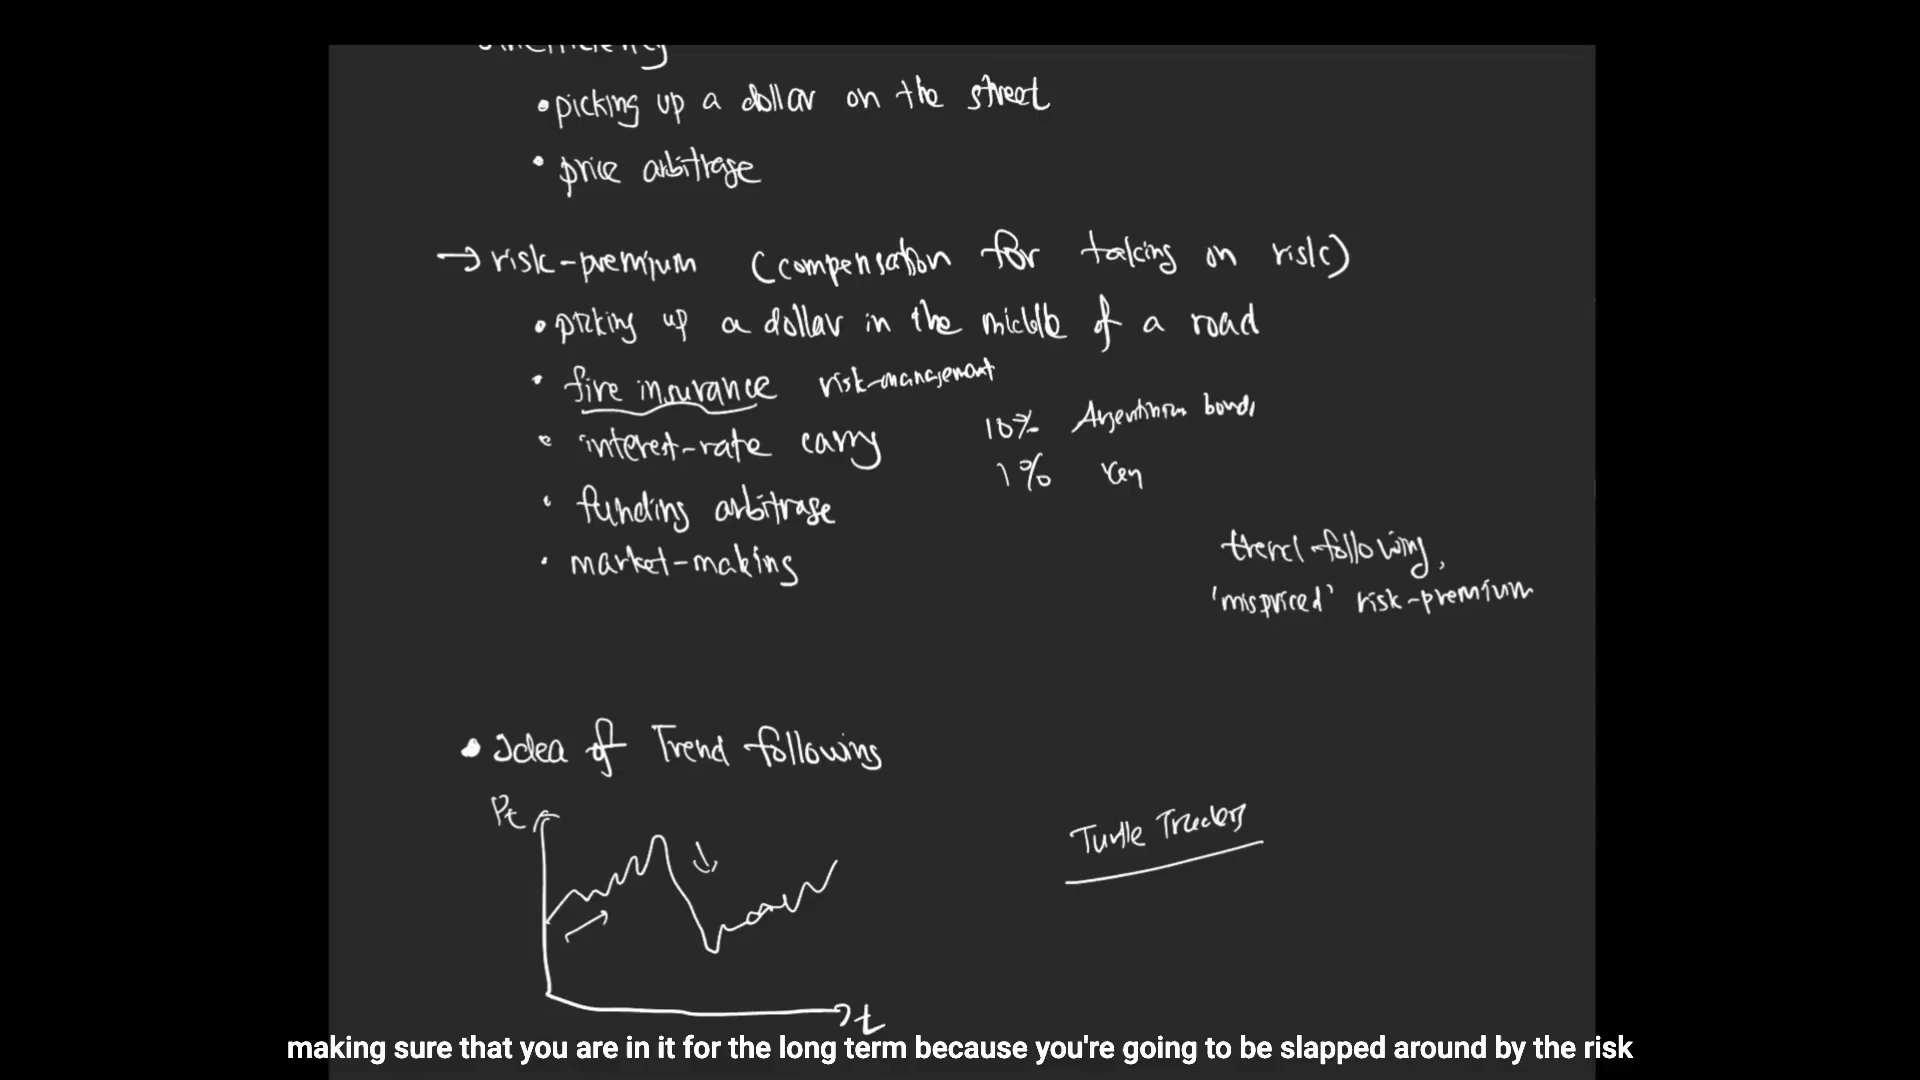 inefficiency
• picking up a dollar on the street
• price arbitrage
→ risk-premium (compensation for taking on risk)
• picking up a dollar in the middle of a road
• fire insurance risk-management
• interest-rate carry
10% Argentinian bonds
1% Yen
• funding arbitrage
• market-making
trend-following,
'mispriced' risk-premium
• Idea of Trend following
Pt
Turtle Traders
t
making sure that you are in it for the long term because you're going to be slapped around by the risk